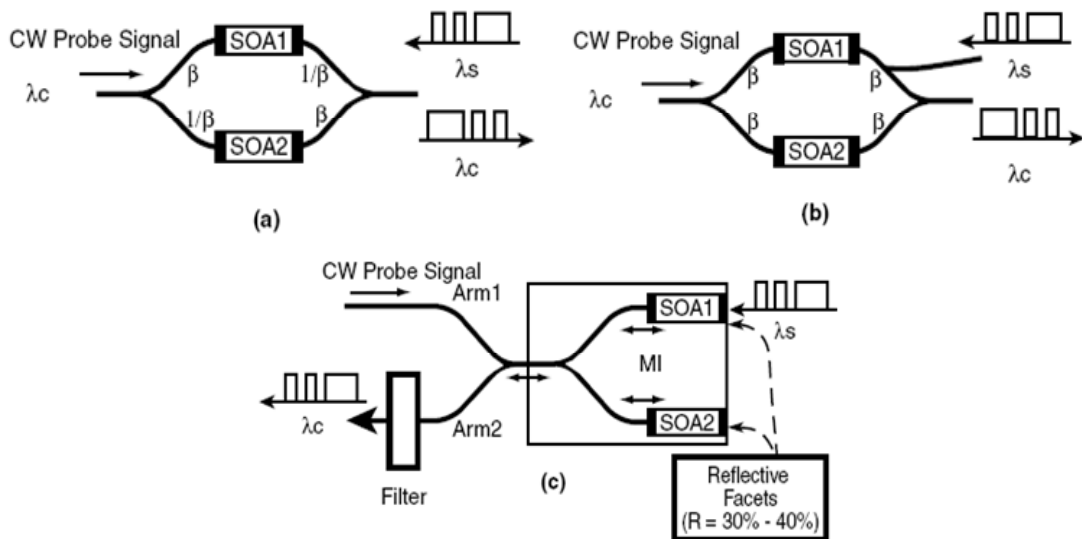 CW Probe Signal
λc
β
1/β
SOA1
SOA2
1/β
β
λs
λc
(a)
CW Probe Signal
λc
β
β
SOA1
SOA2
β
β
λs
λc
(b)
CW Probe Signal
Arm1
λc
Filter
Arm2
SOA1
MI
SOA2
λs
(c)
Reflective
Facets
(R = 30% - 40%)